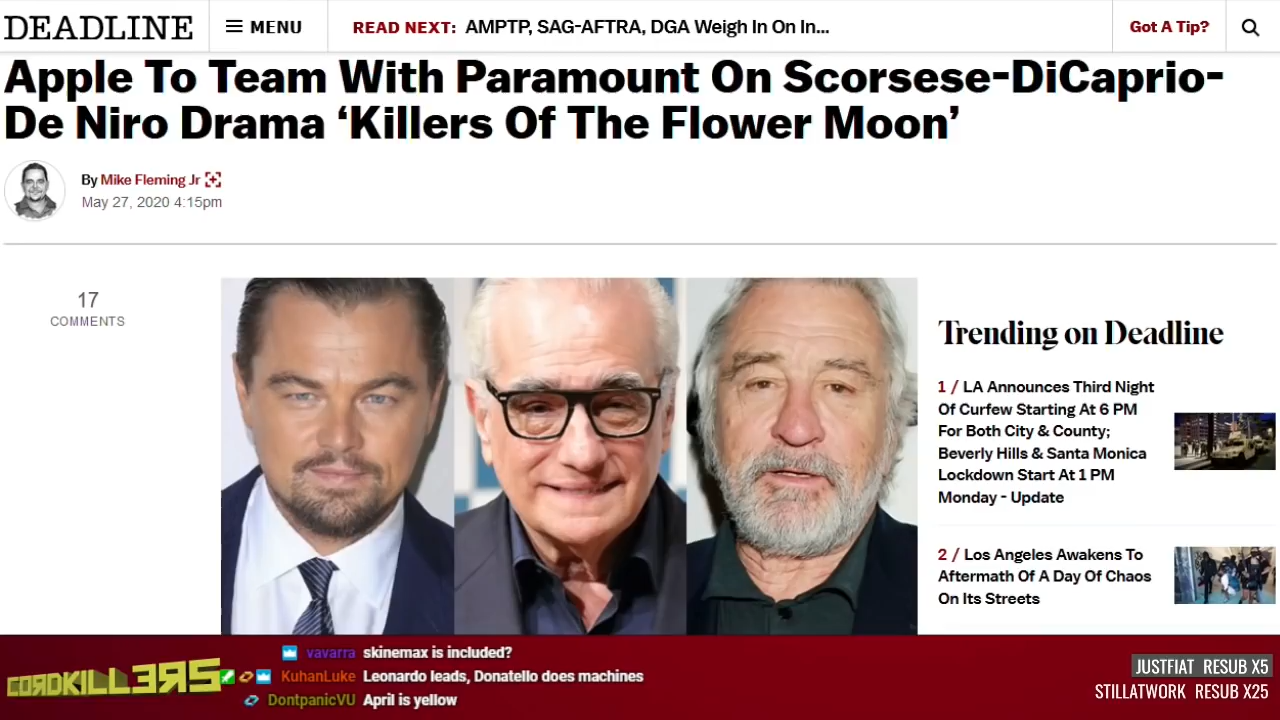 DEADLINE
MENU
READ NEXT: AMPTP, SAG-AFTRA, DGA Weigh In On In...
Got A Tip?
Apple To Team With Paramount On Scorsese-DiCaprio-
De Niro Drama ‘Killers Of The Flower Moon’
By Mike Fleming Jr
May 27, 2020 4:15pm
17
COMMENTS
Trending on Deadline
1 / LA Announces Third Night
Of Curfew Starting At 6 PM
For Both City & County;
Beverly Hills & Santa Monica
Lockdown Start At 1 PM
Monday - Update
2 / Los Angeles Awakens To
Aftermath Of A Day Of Chaos
On Its Streets
CORDKILLERS
vavarra skinemax is included?
KuhanLuke Leonardo leads, Donatello does machines
DontpanicVU April is yellow
JUSTFIAT RESUB X5
STILLATWORK RESUB X25